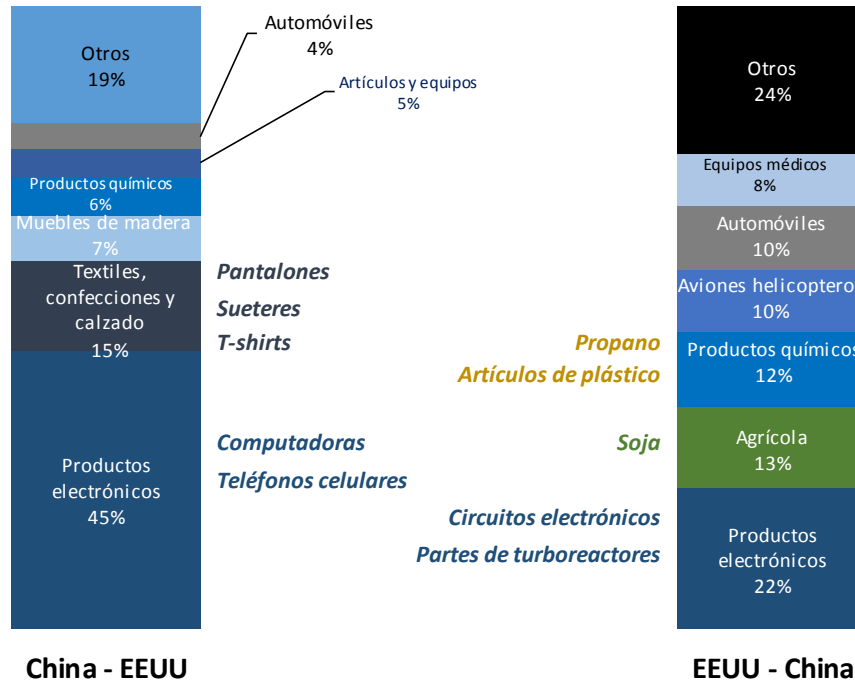 Otros
19%
Automóviles
4%
Artículos y equipos
5%
Productos químicos
6%
Muebles de madera
7%
Textiles,
confecciones y
calzado
15%
Productos
electrónicos
45%
Pantalones
Sueteres
T-shirts
Computadoras
Teléfonos celulares
Propano
Artículos de plástico
Soja
Circuitos electrónicos
Partes de turboreactores
Otros
24%
Equipos médicos
8%
Automóviles
10%
Aviones helicoptero
10%
Productos químicos
12%
Agrícola
13%
Productos
electrónicos
22%
China - EEUU
EEUU - China